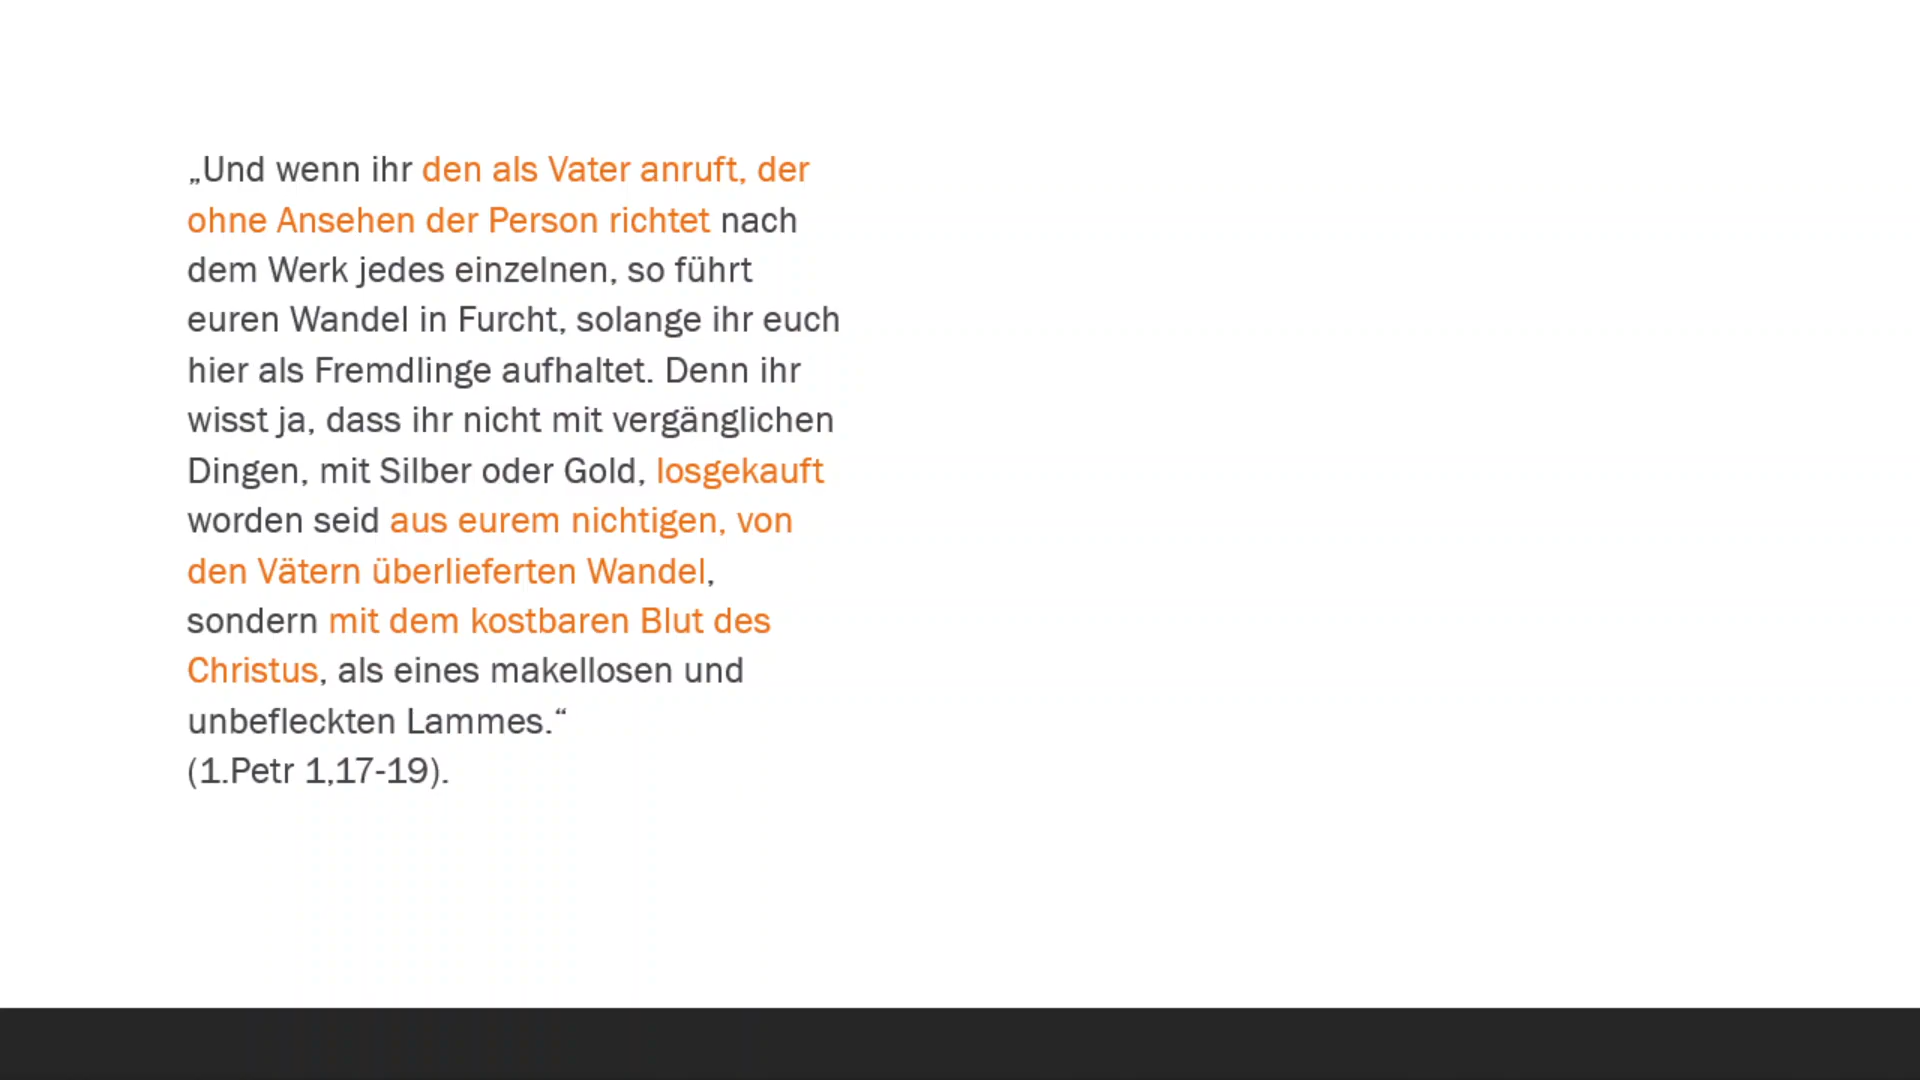 „Und wenn ihr den als Vater anruft, der
ohne Ansehen der Person richtet nach
dem Werk jedes einzelnen, so führt
euren Wandel in Furcht, solange ihr euch
hier als Fremdlinge aufhaltet. Denn ihr
wisst ja, dass ihr nicht mit vergänglichen
Dingen, mit Silber oder Gold, losgekauft
worden seid aus eurem nichtigen, von
den Vätern überlieferten Wandel,
sondern mit dem kostbaren Blut des
Christus, als eines makellosen und
unbefleckten Lammes.“
(1.Petr 1,17-19).